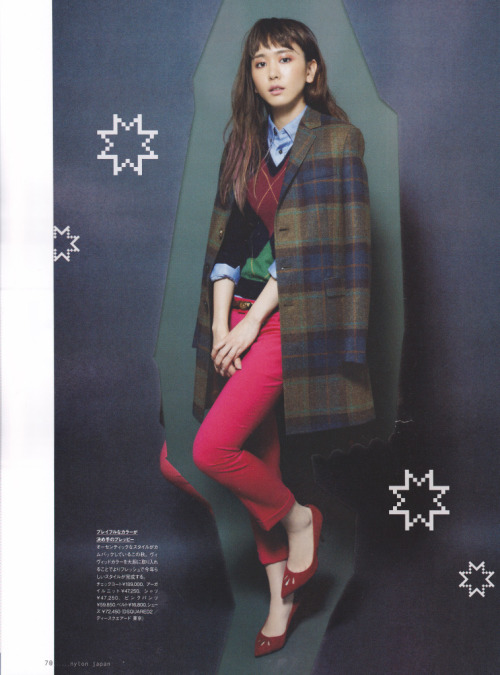 プレイフルなカラーが
決め手のプレッピー
オーセンティックなスタイルがカ
ムバックしているこの秋。ヴィ
ヴィッドカラーを大胆に取り入れ
ることでよりフレッシュで今年ら
しいスタイルが完成する。
チェックコート¥199,000、アーガ
イルニット¥47,250、シャツ
¥47,250、ピンクパンツ
¥59,850、ベルト¥18,800、シュー
ズ ¥72,450（DSQUARED2／
ディースクエアード 東京）
78 nylon japan